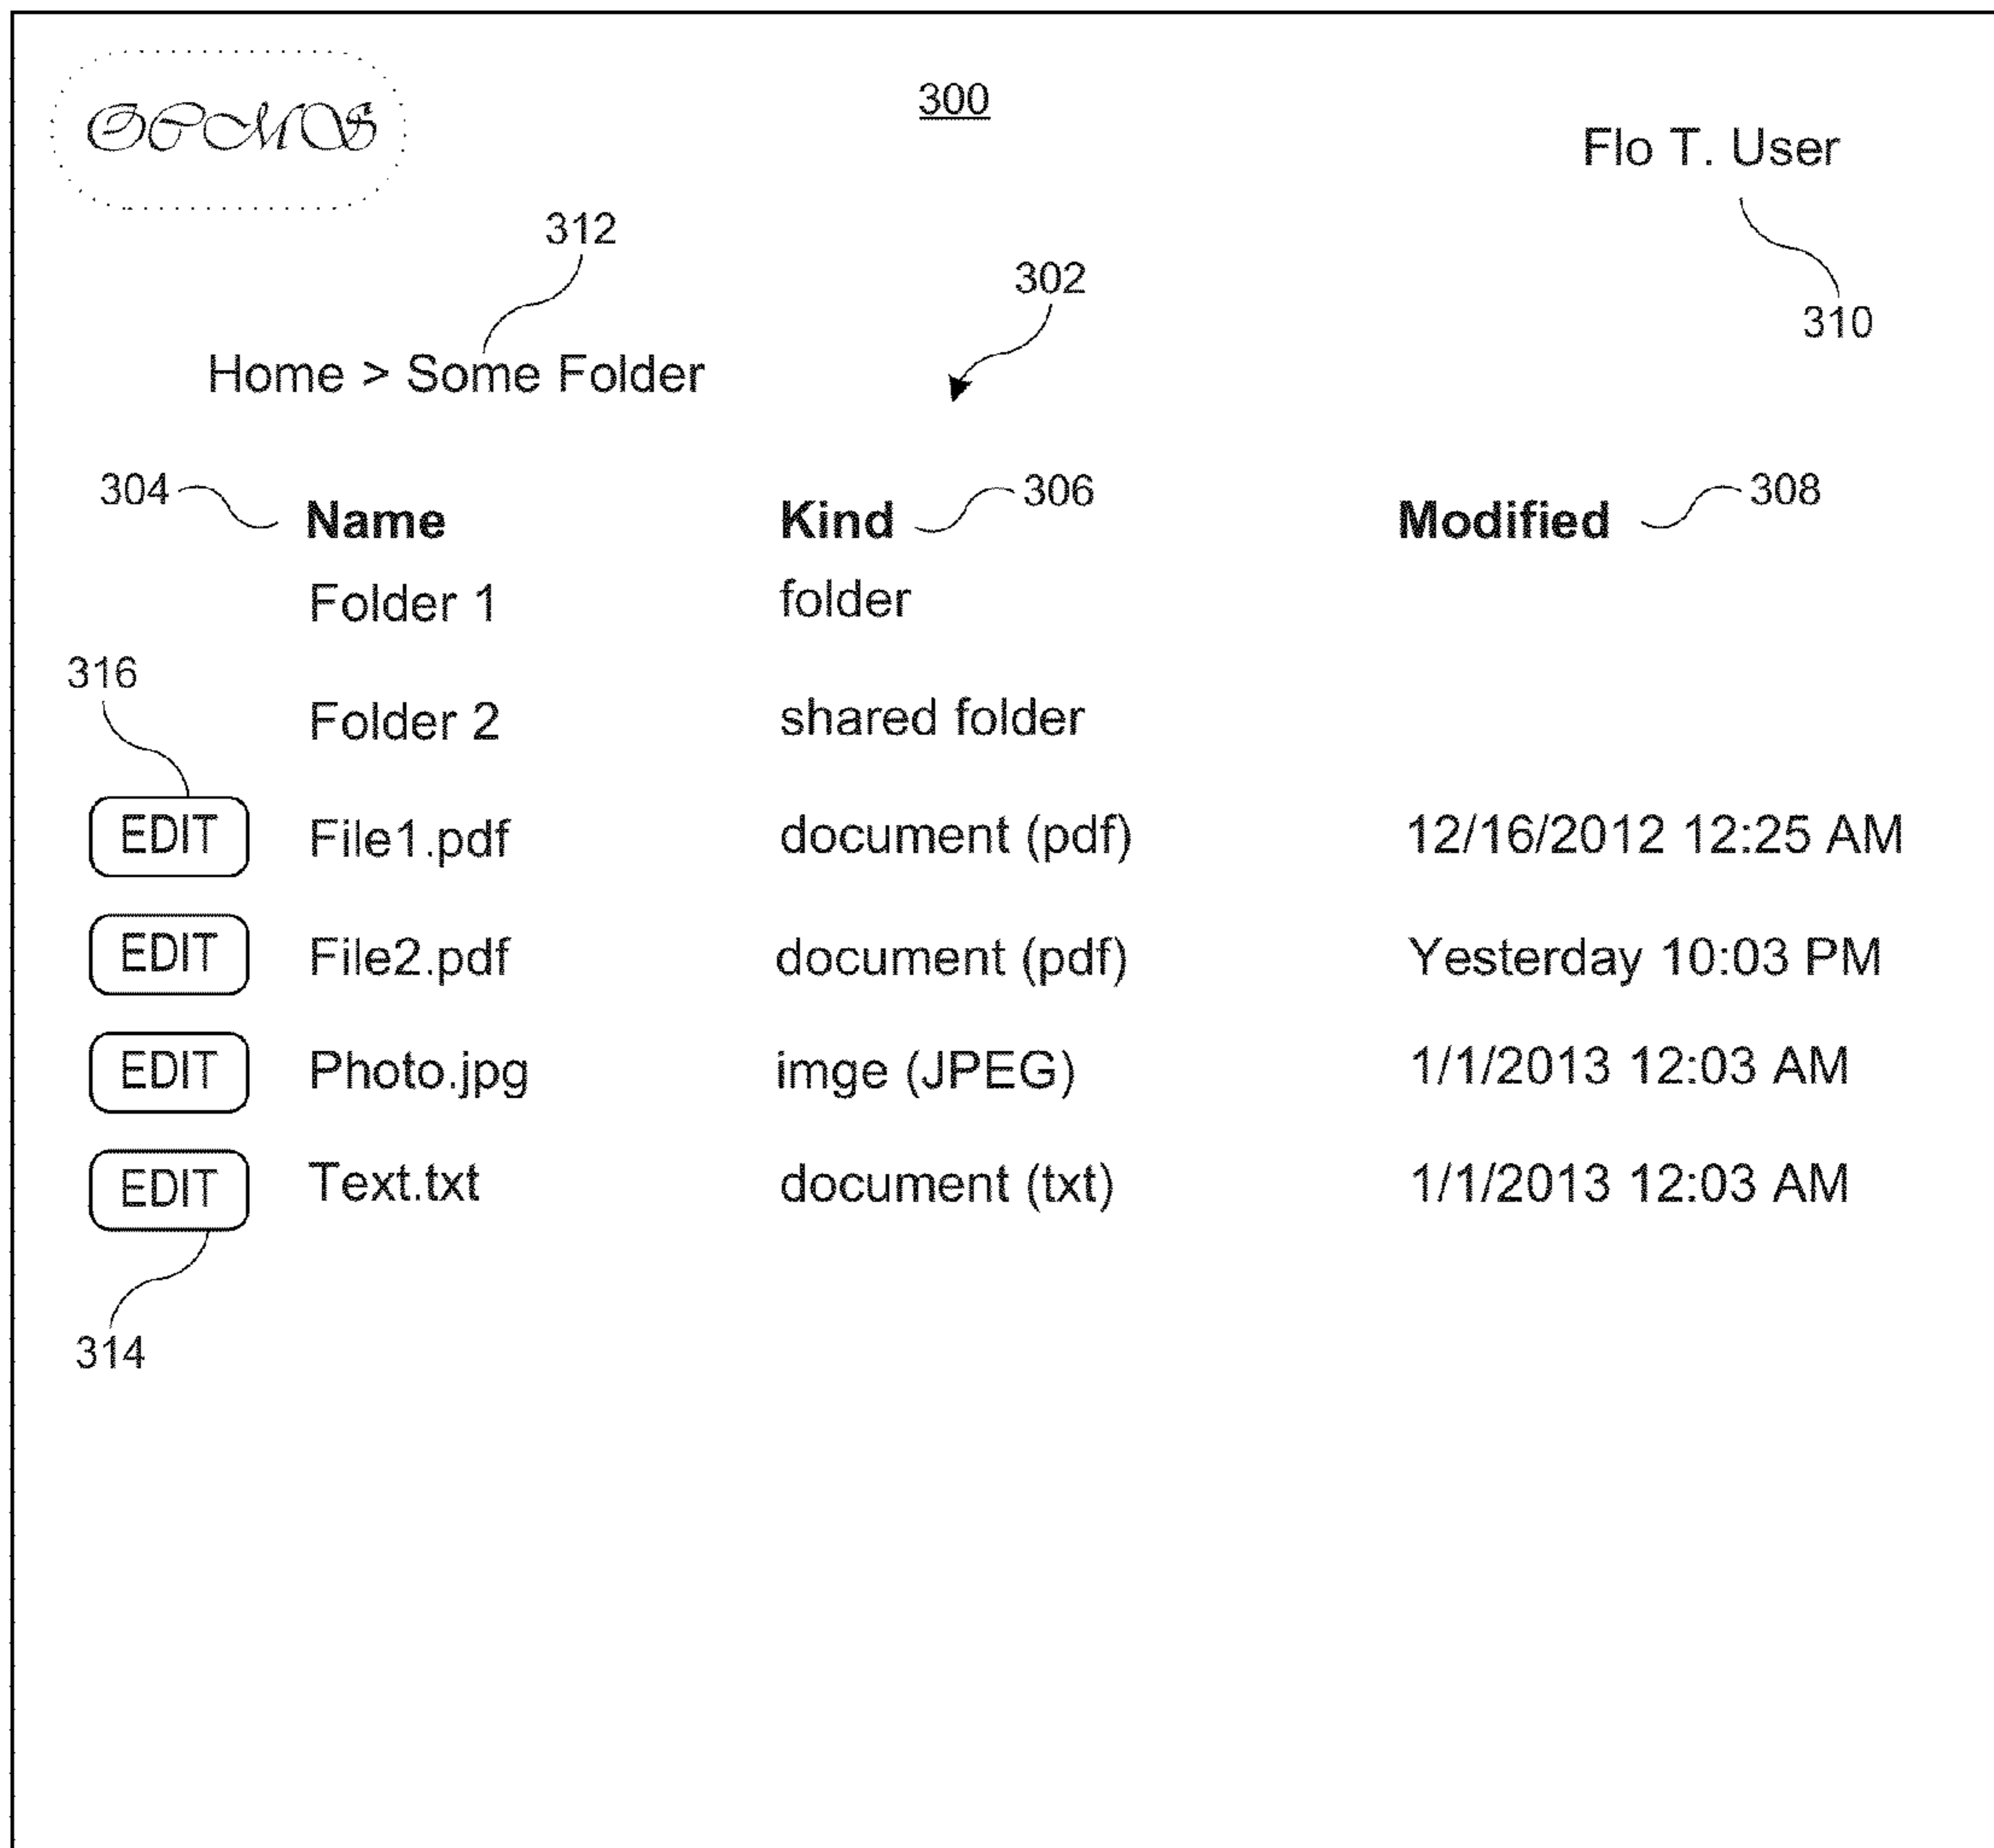 OCMS
300
Flo T. User
312
302
310
Home > Some Folder
304 Name Kind 306 Modified 308
Folder 1 folder
316
Folder 2 shared folder
EDIT File1.pdf document (pdf) 12/16/2012 12:25 AM
EDIT File2.pdf document (pdf) Yesterday 10:03 PM
EDIT Photo.jpg imge (JPEG) 1/1/2013 12:03 AM
EDIT Text.txt document (txt) 1/1/2013 12:03 AM
314